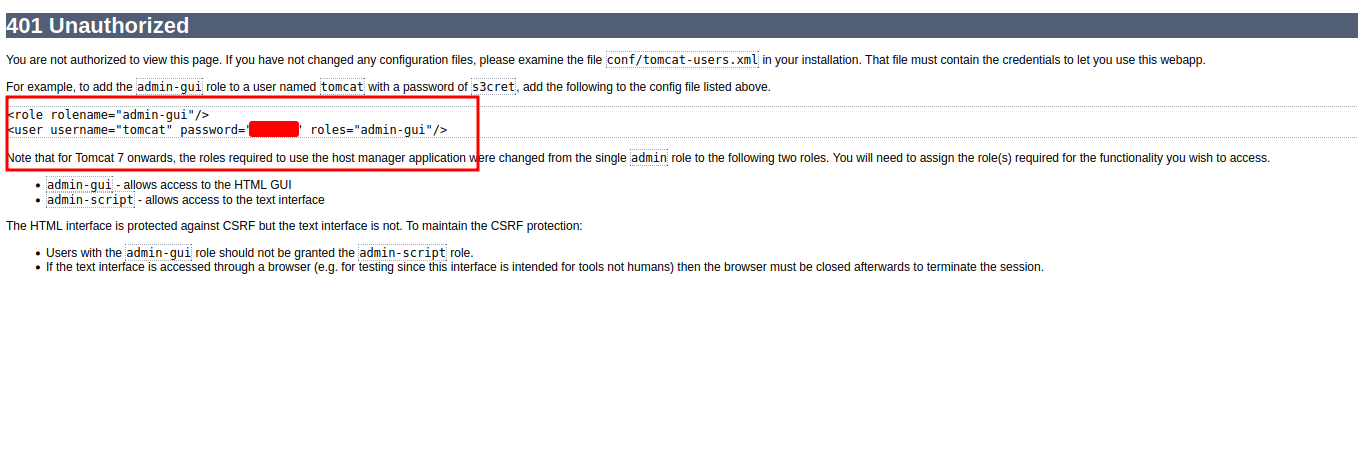 401 Unauthorized
You are not authorized to view this page. If you have not changed any configuration files, please examine the file conf/tomcat-users.xml in your installation. That file must contain the credentials to let you use this webapp.
For example, to add the admin-gui role to a user named tomcat with a password of s3cret, add the following to the config file listed above.
<role rolename="admin-gui"/>
<user username="tomcat" password=" " roles="admin-gui"/>
Note that for Tomcat 7 onwards, the roles required to use the host manager application were changed from the single admin role to the following two roles. You will need to assign the role(s) required for the functionality you wish to access.
• admin-gui - allows access to the HTML GUI
• admin-script - allows access to the text interface
The HTML interface is protected against CSRF but the text interface is not. To maintain the CSRF protection:
• Users with the admin-gui role should not be granted the admin-script role.
• If the text interface is accessed through a browser (e.g. for testing since this interface is intended for tools not humans) then the browser must be closed afterwards to terminate the session.